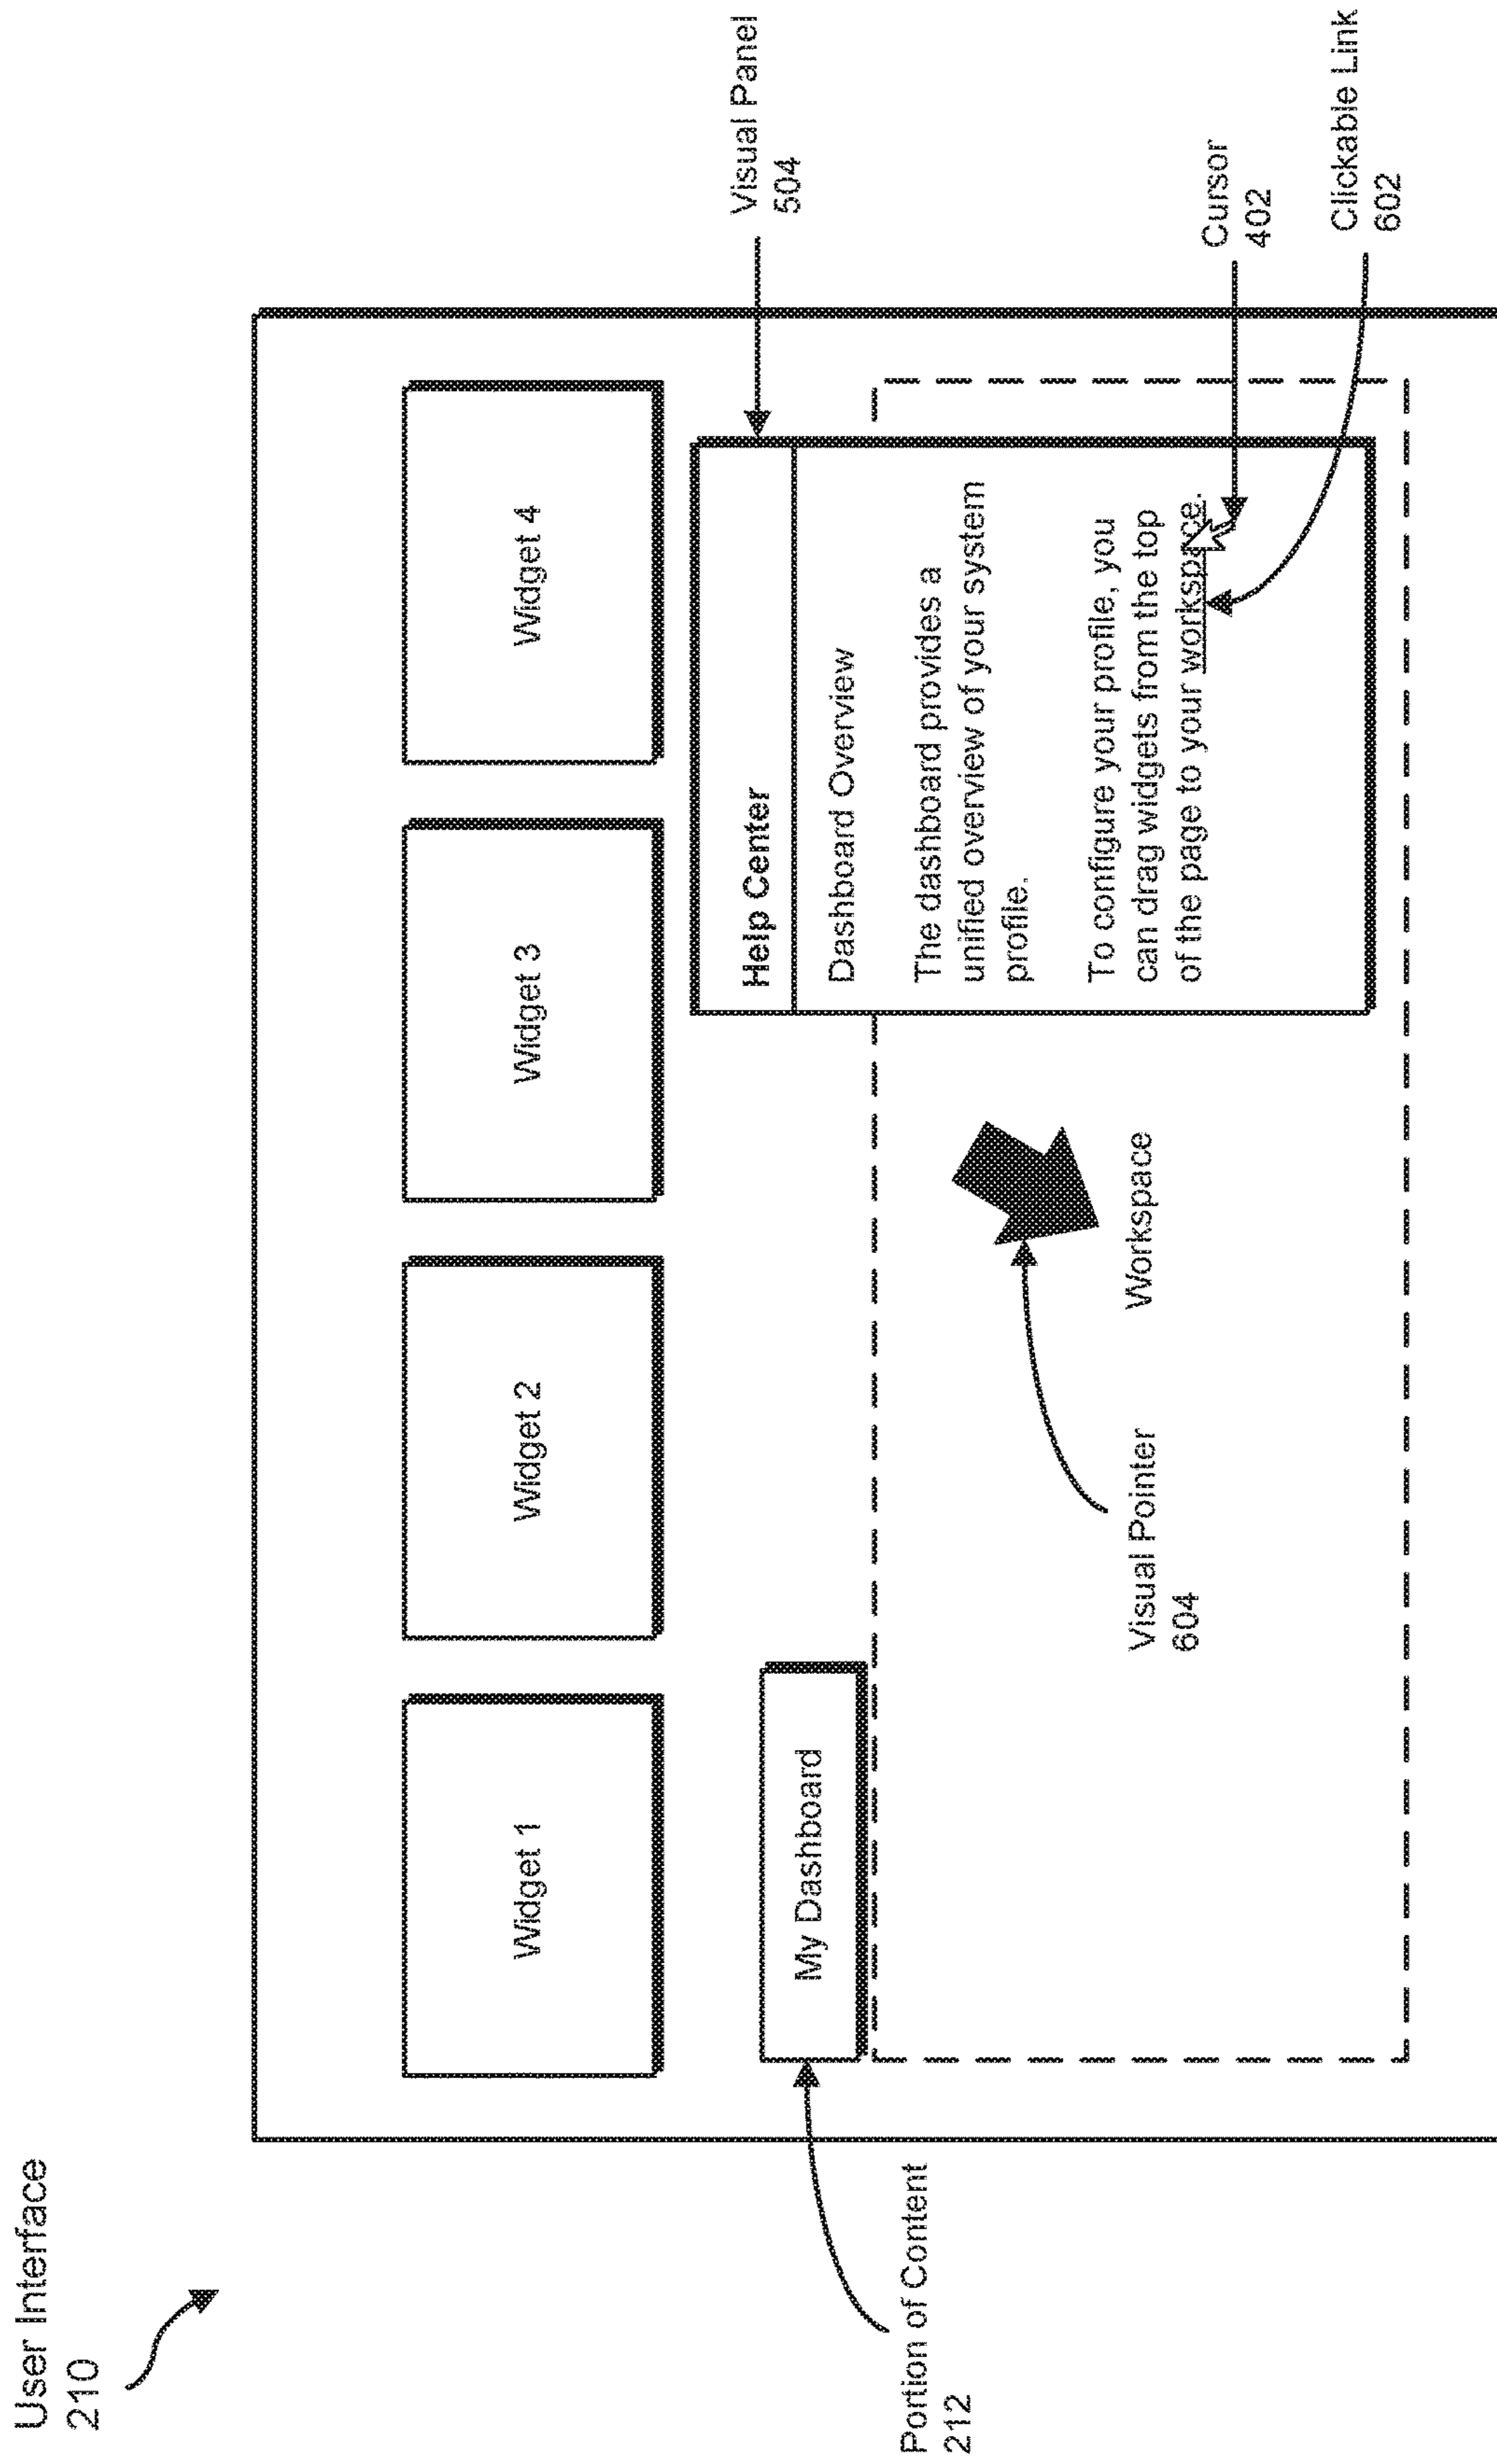 User Interface
210
Widget 1
Widget 2
Widget 3
Widget 4
Visual Panel
504
Help Center
Dashboard Overview
The dashboard provides a
unified overview of your system
profile.
To configure your profile, you
can drag widgets from the top
of the page to your workspace.
My Dashboard
Portion of Content
212
Visual Pointer
604
Workspace
Cursor
402
Clickable Link
602